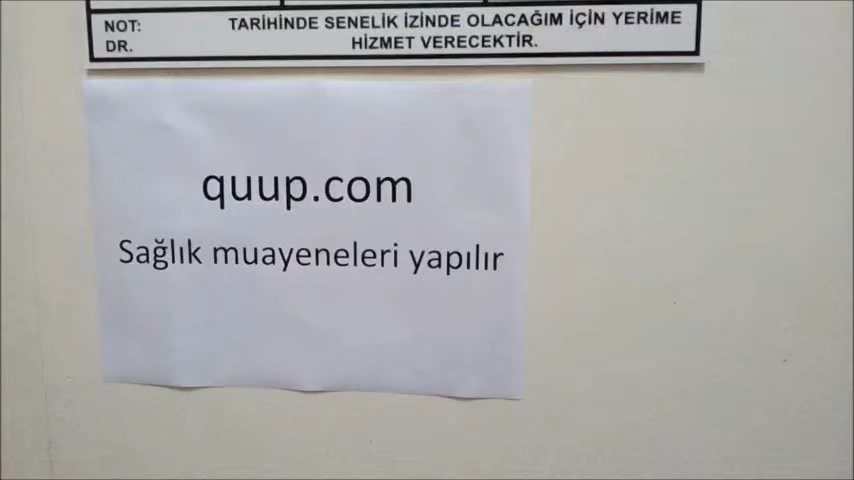 NOT: TARİHİNDE SENELİK İZİNDE OLACAĞIM İÇİN YERİME
DR. HİZMET VERECEKTİR.
quup.com
Sağlık muayeneleri yapılır